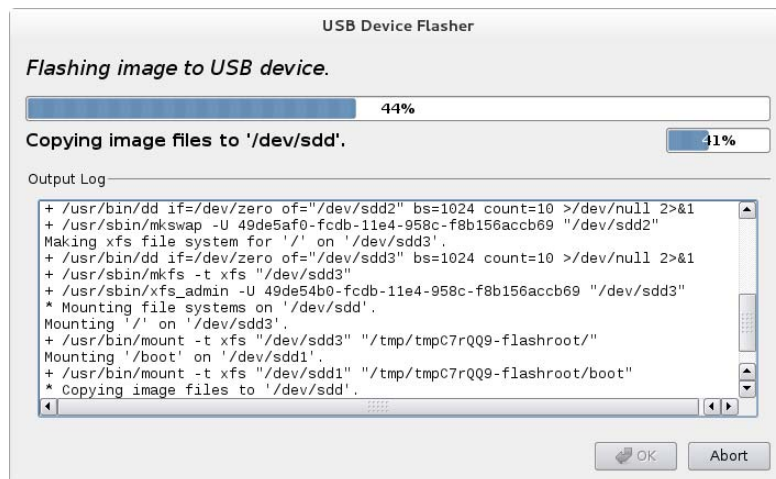 USB Device Flasher
Flashing image to USB device.
44%
Copying image files to '/dev/sdd'.
41%
Output Log
+ /usr/bin/dd if=/dev/zero of="/dev/sdd2" bs=1024 count=10 >/dev/null 2>&1
+ /usr/sbin/mkswap -U 49de5af0-fcdb-11e4-958c-f8b156accb69 "/dev/sdd2"
Making xfs file system for '/' on '/dev/sdd3'.
+ /usr/bin/dd if=/dev/zero of="/dev/sdd3" bs=1024 count=10 >/dev/null 2>&1
+ /usr/sbin/mkfs -t xfs "/dev/sdd3"
+ /usr/sbin/xfs_admin -U 49de54b0-fcdb-11e4-958c-f8b156accb69 "/dev/sdd3"
* Mounting file systems on '/dev/sdd'.
Mounting '/' on '/dev/sdd3'.
+ /usr/bin/mount -t xfs "/dev/sdd3" "/tmp/tmpC7rQQ9-flashroot/"
Mounting '/boot' on '/dev/sdd1'.
+ /usr/bin/mount -t xfs "/dev/sdd1" "/tmp/tmpC7rQQ9-flashroot/boot"
* Copying image files to '/dev/sdd'.
OK
Abort